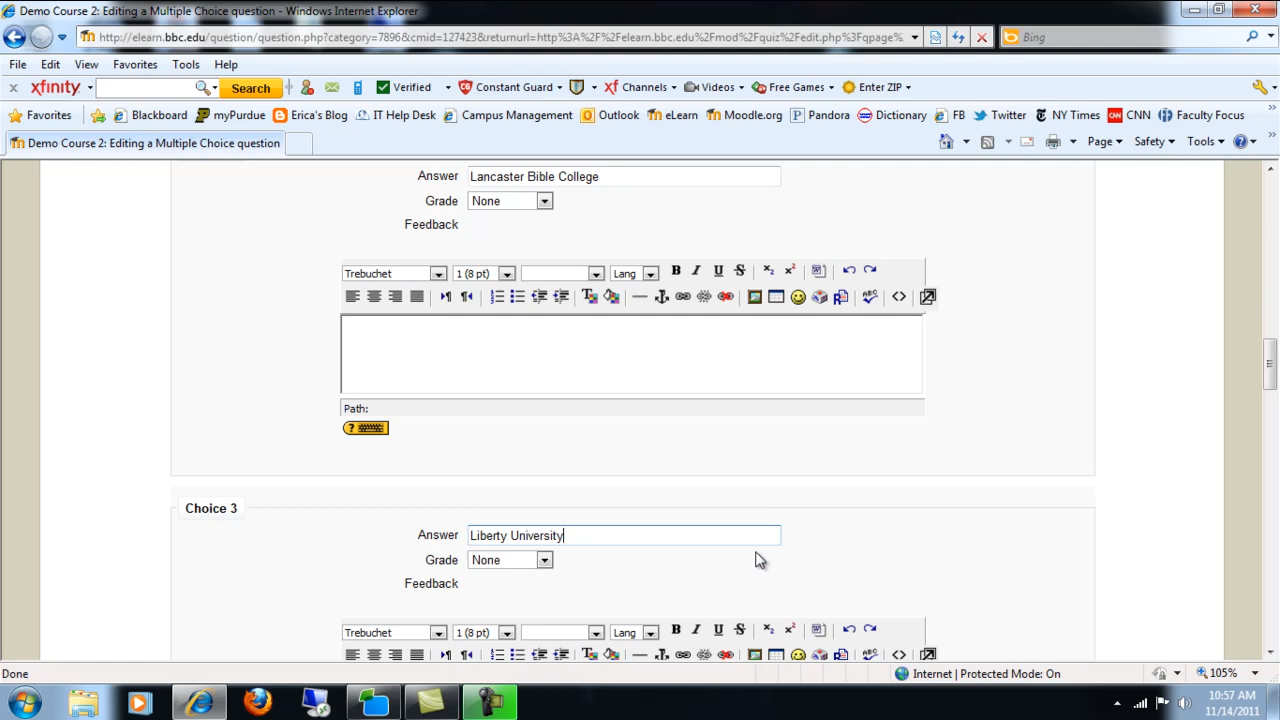 Demo Course 2: Editing a Multiple Choice question - Windows Internet Explorer
http://elearn.bbc.edu/question/question.php?category=7896&cmid=127423&returnurl=http%3A%2F%2Felearn.bbc.edu%2Fmod%2Fquiz%2Fedit.php%3Fqpage% Bing
File Edit View Favorites Tools Help
xfinity Search Verified Constant Guard Channels Videos Free Games Enter ZIP
Favorites Blackboard myPurdue Erica's Blog IT Help Desk Campus Management Outlook eLearn Moodle.org Pandora Dictionary FB Twitter NY Times CNN Faculty Focus
Demo Course 2: Editing a Multiple Choice question Page Safety Tools
Answer Lancaster Bible College
Grade None
Feedback
Trebuchet 1 (8 pt) Lang B I U S
Path:
Choice 3
Answer Liberty University
Grade None
Feedback
Trebuchet 1 (8 pt) Lang B I U S
Done Internet | Protected Mode: On 105%
10:57 AM
11/14/2011